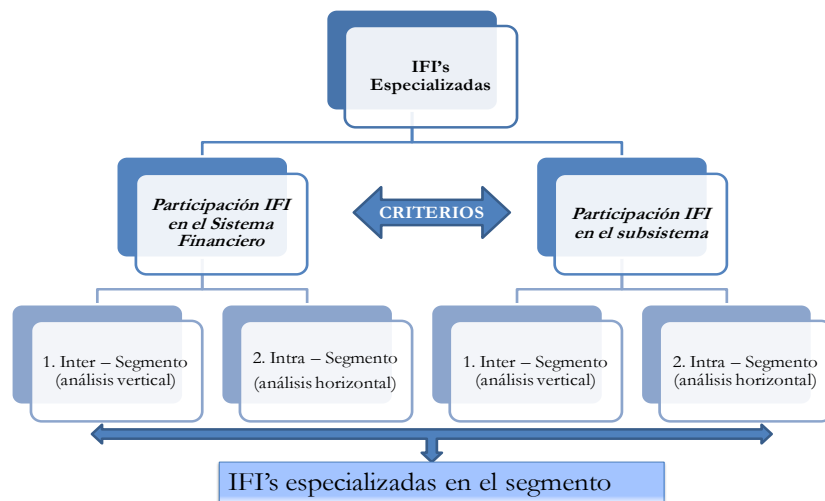 IFI's
Especializadas
Participación IFI
en el Sistema
Financiero
CRITERIOS
Participación IFI
en el subsistema
1. Inter – Segmento
(análisis vertical)
2. Intra – Segmento
(análisis horizontal)
1. Inter – Segmento
(análisis vertical)
2. Intra – Segmento
(análisis horizontal)
IFI's especializadas en el segmento